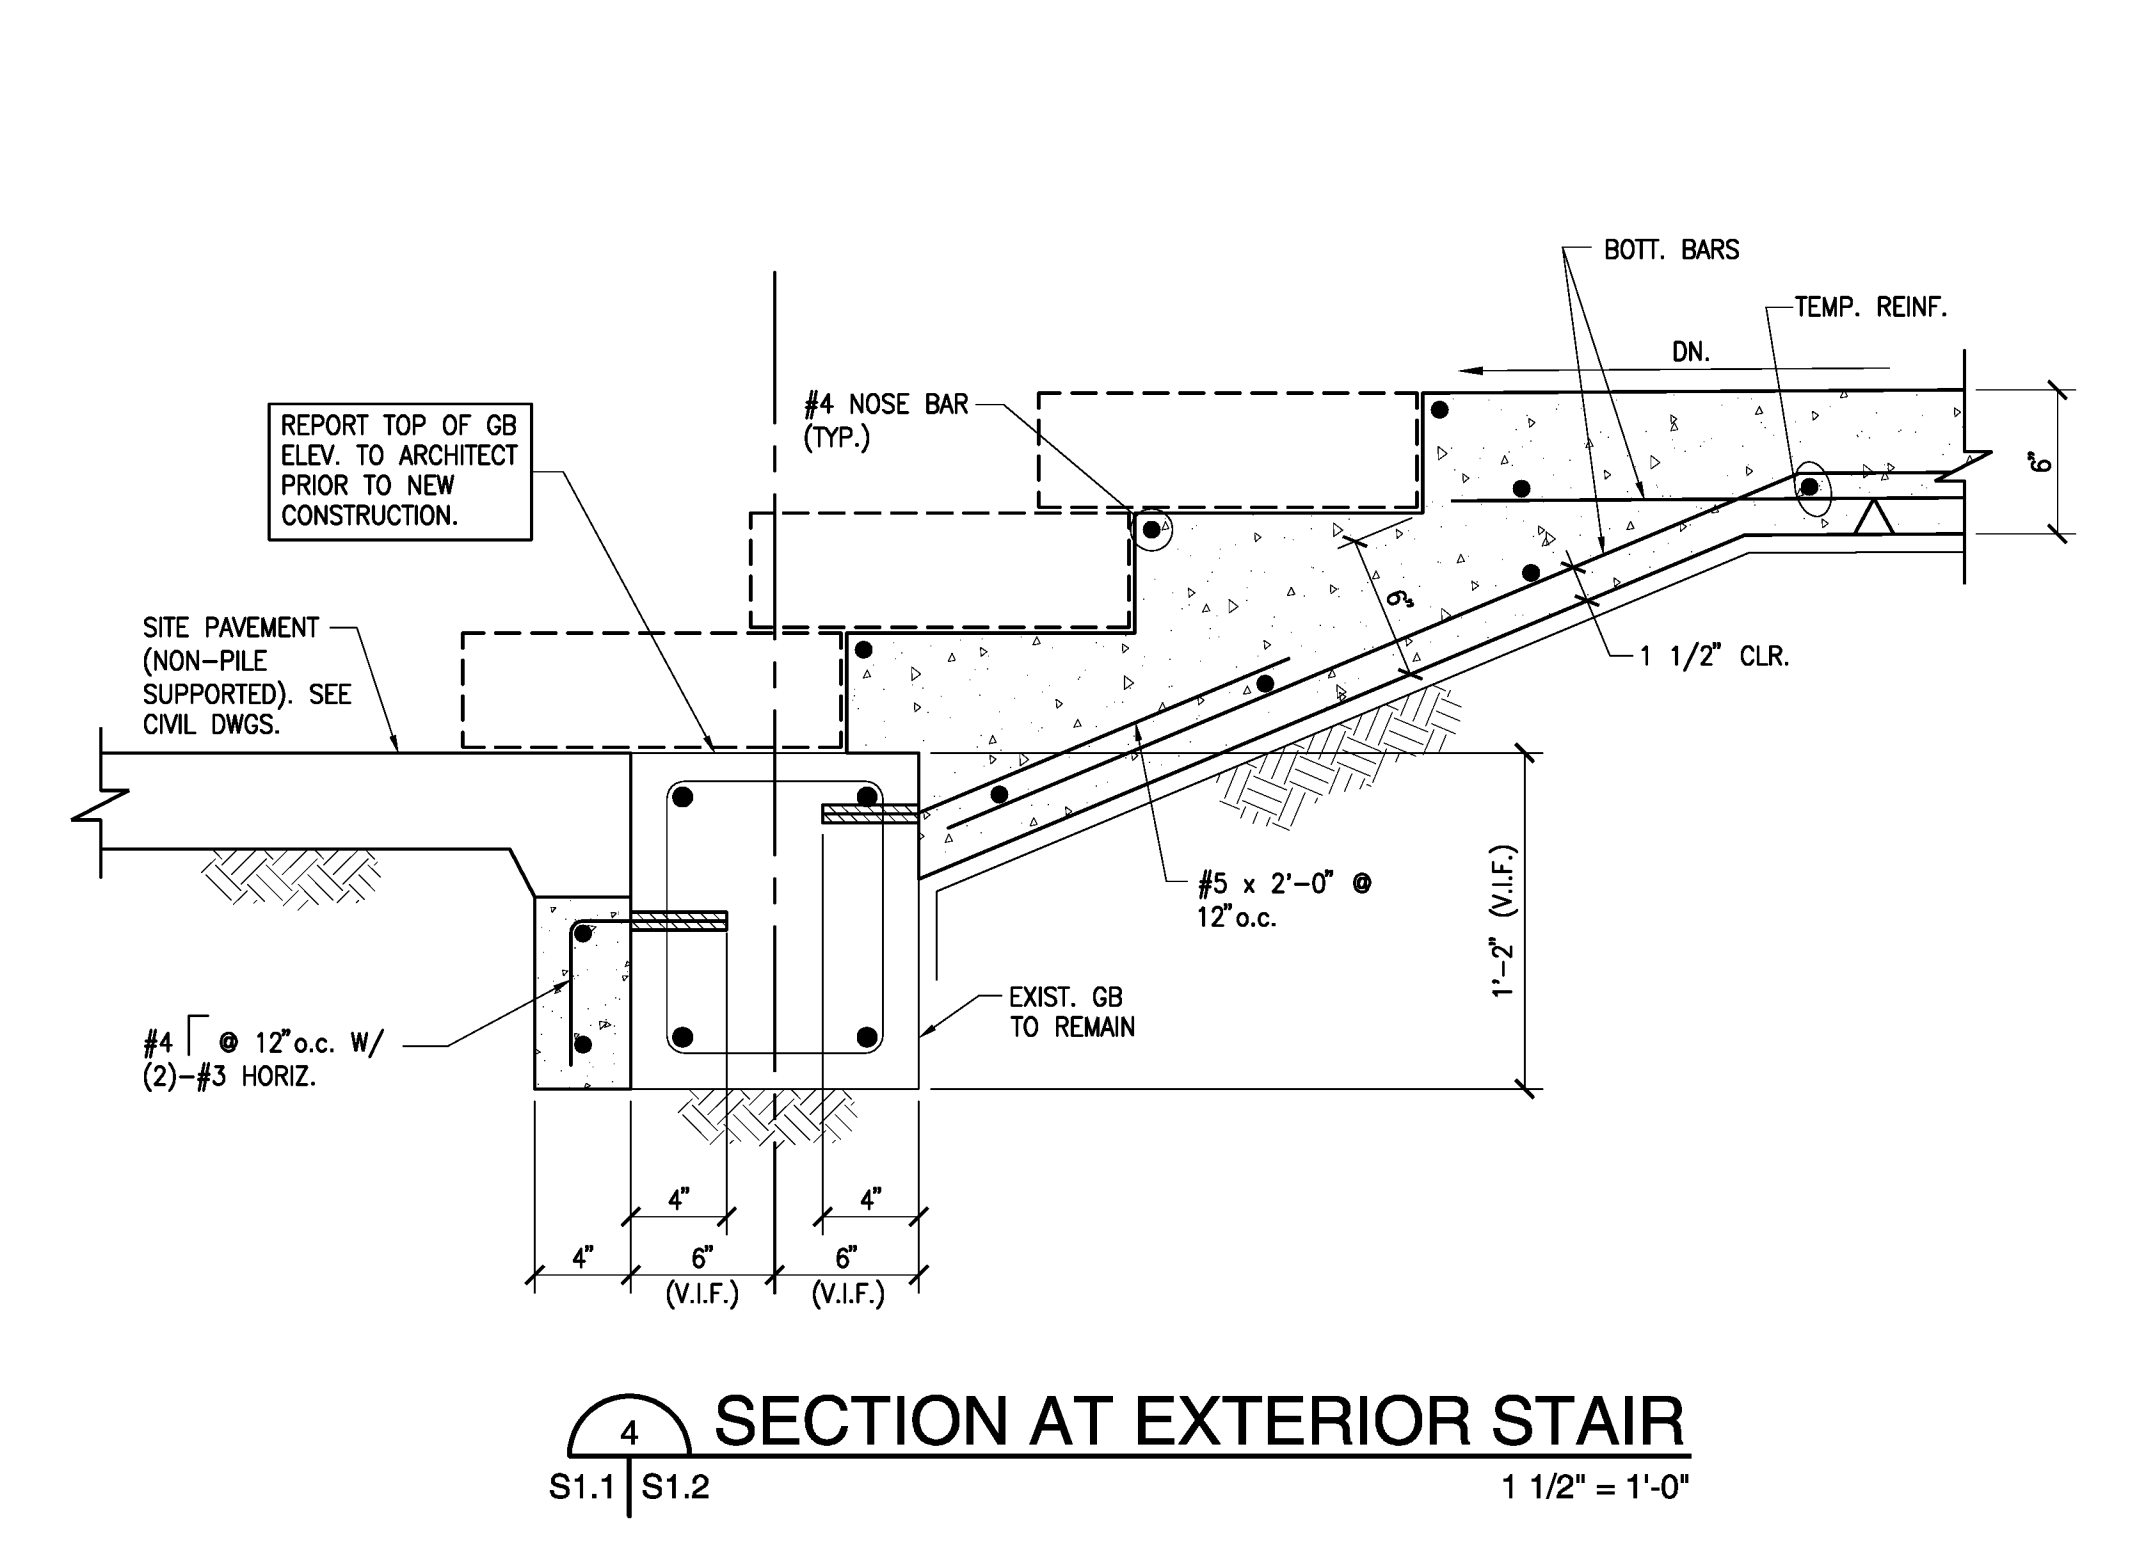 BOTT. BARS
TEMP. REINF.
DN.
#4 NOSE BAR
(TYP.)
REPORT TOP OF GB
ELEV. TO ARCHITECT
PRIOR TO NEW
CONSTRUCTION.
6"
6"
SITE PAVEMENT
(NON-PILE
SUPPORTED). SEE
CIVIL DWGS.
1 1/2" CLR.
#5 x 2'-0" @
12"o.c.
1'-2" (V.I.F.)
EXIST. GB
TO REMAIN
#4 @ 12"o.c. W/
(2)-#3 HORIZ.
4" 4"
4" 6" 6"
(V.I.F.) (V.I.F.)
4 SECTION AT EXTERIOR STAIR
S1.1 S1.2 1 1/2" = 1'-0"